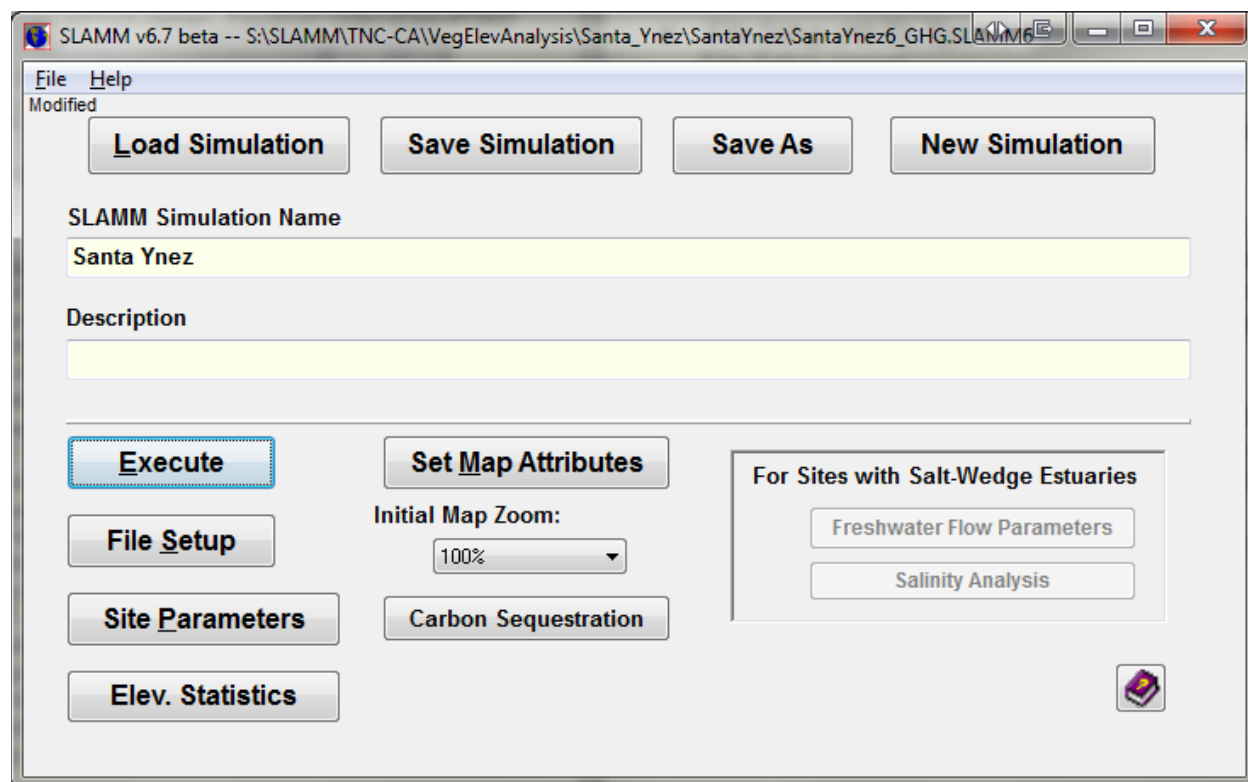 SLAMM v6.7 beta -- S:\SLAMM\TNC-CA\VegElevAnalysis\Santa_Ynez\SantaYnez\SantaYnez6_GHG.SLAMM6
File Help
Modified
Load Simulation Save Simulation Save As New Simulation
SLAMM Simulation Name
Santa Ynez
Description
Execute Set Map Attributes
For Sites with Salt-Wedge Estuaries
Initial Map Zoom:
Freshwater Flow Parameters
File Setup
100%
Salinity Analysis
Site Parameters Carbon Sequestration
Elev. Statistics